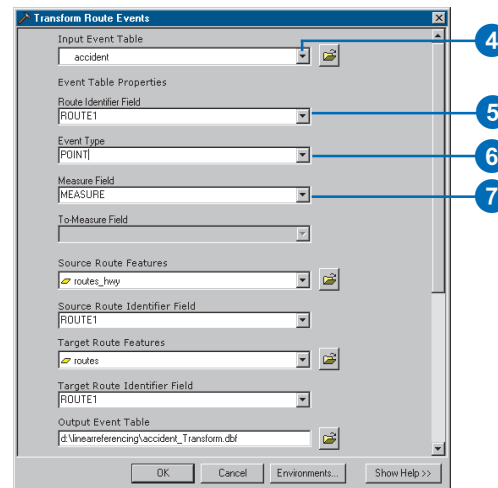 Transform Route Events
Input Event Table
accident
4
Event Table Properties
Route Identifier Field
ROUTE1
5
Event Type
POINT
6
Measure Field
MEASURE
7
To-Measure Field
Source Route Features
routes_hwy
Source Route Identifier Field
ROUTE1
Target Route Features
routes
Target Route Identifier Field
ROUTE1
Output Event Table
d:\linearreferencing\accident_Transform.dbf
OK Cancel Environments... Show Help >>